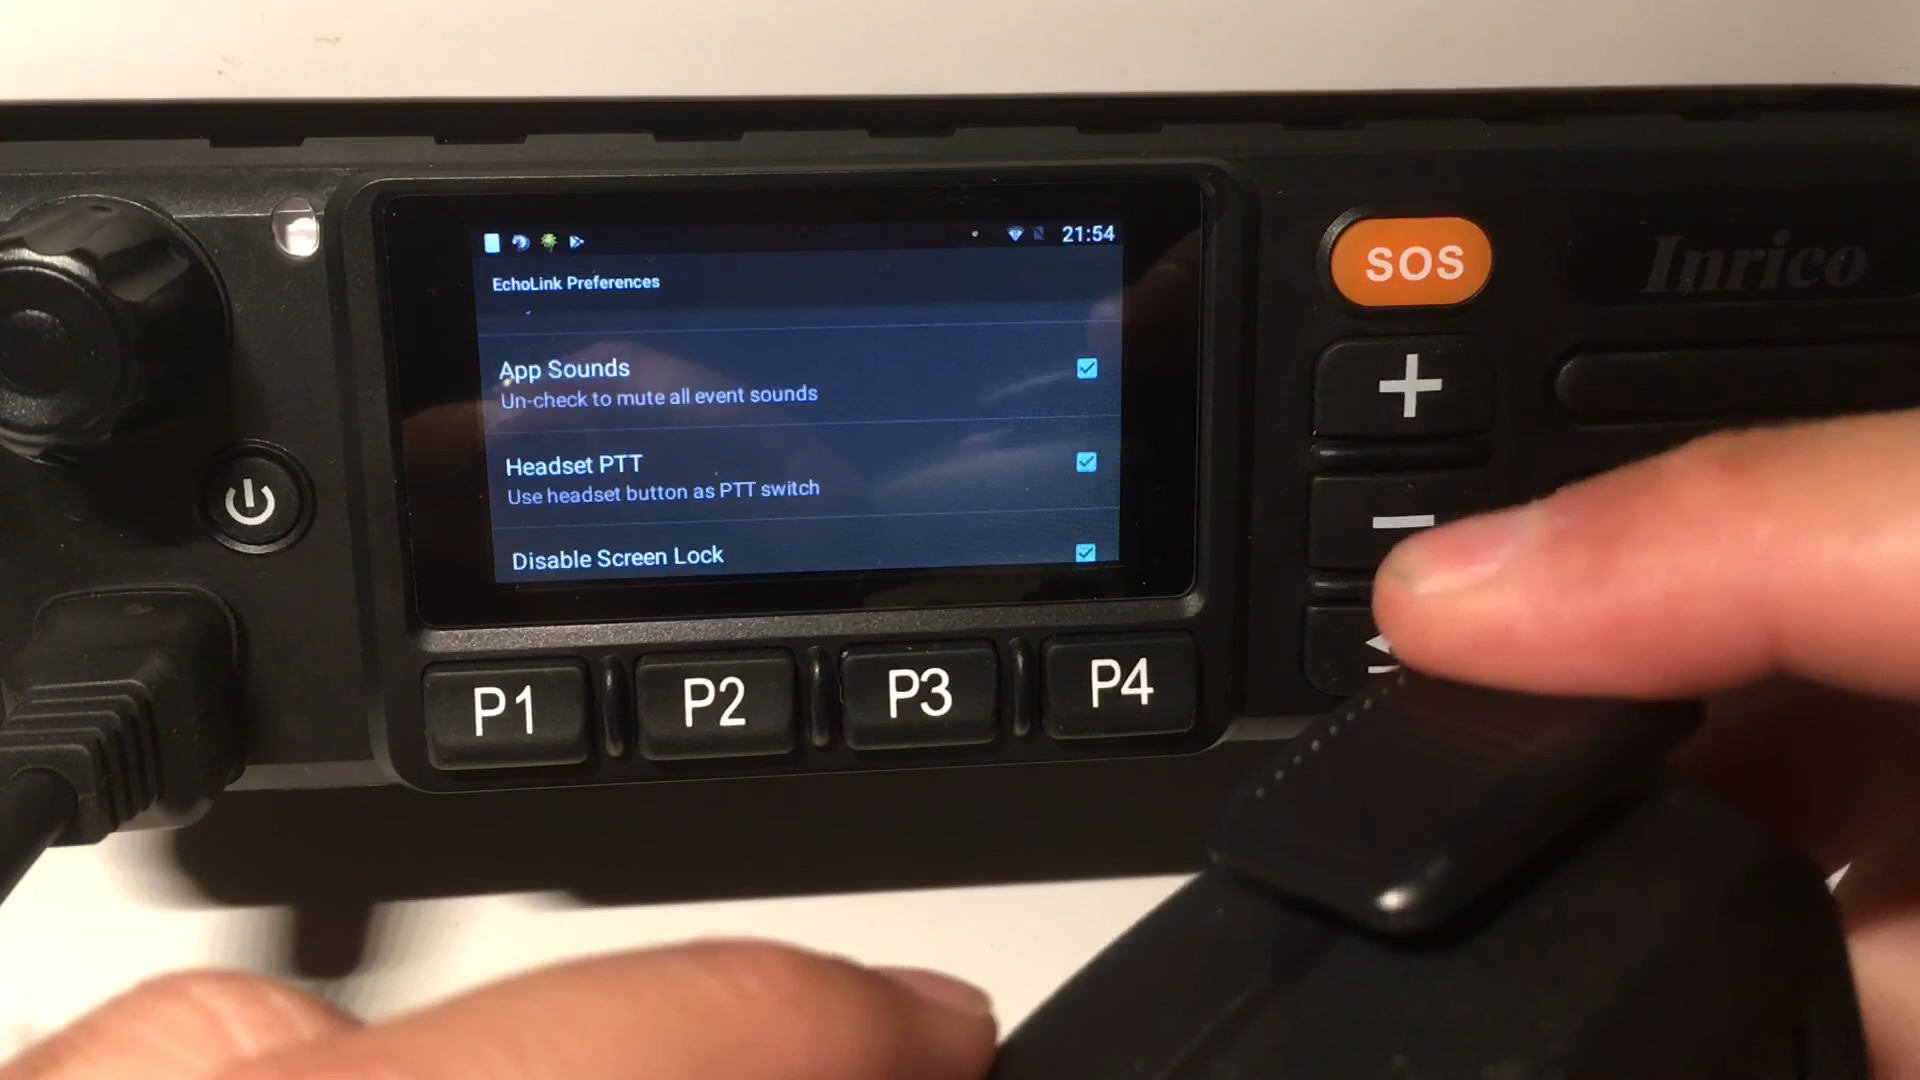 21:54
EchoLink Preferences
App Sounds
Un-check to mute all event sounds
Headset PTT
Use headset button as PTT switch
Disable Screen Lock
SOS
Inrico
+
−
P1 P2 P3 P4